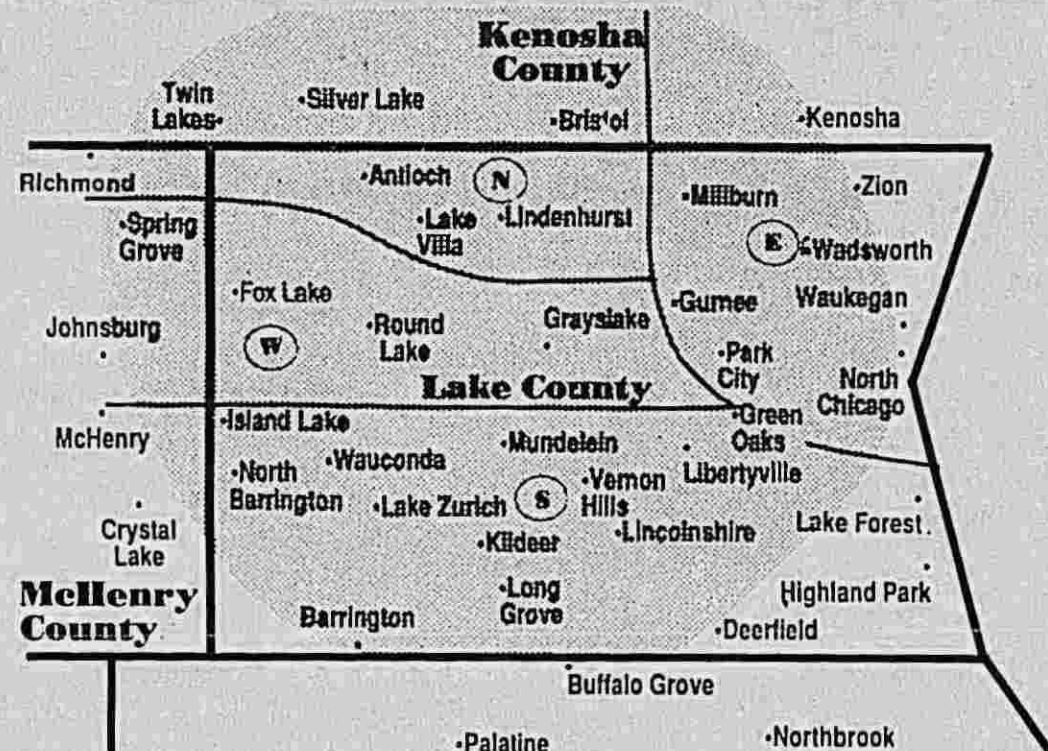 Kenosha
County
Twin
Lakes
Silver Lake
Bristol
Kenosha
Richmond
Antioch
N
Millburn
Zion
Spring
Grove
Lake
Villa
Lindenhurst
E
Wadsworth
Fox Lake
Gurnee
Waukegan
Johnsburg
Round
Lake
Grayslake
W
Park
City
North
Chicago
Lake County
McHenry
Island Lake
Mundelein
Green
Oaks
North
Barrington
Wauconda
Vernon
Hills
Libertyville
Crystal
Lake
Lake Zurich
S
Lincolnshire
Lake Forest
Kildeer
McHenry
County
Barrington
Long
Grove
Highland Park
Deerfield
Buffalo Grove
Palatine
Northbrook